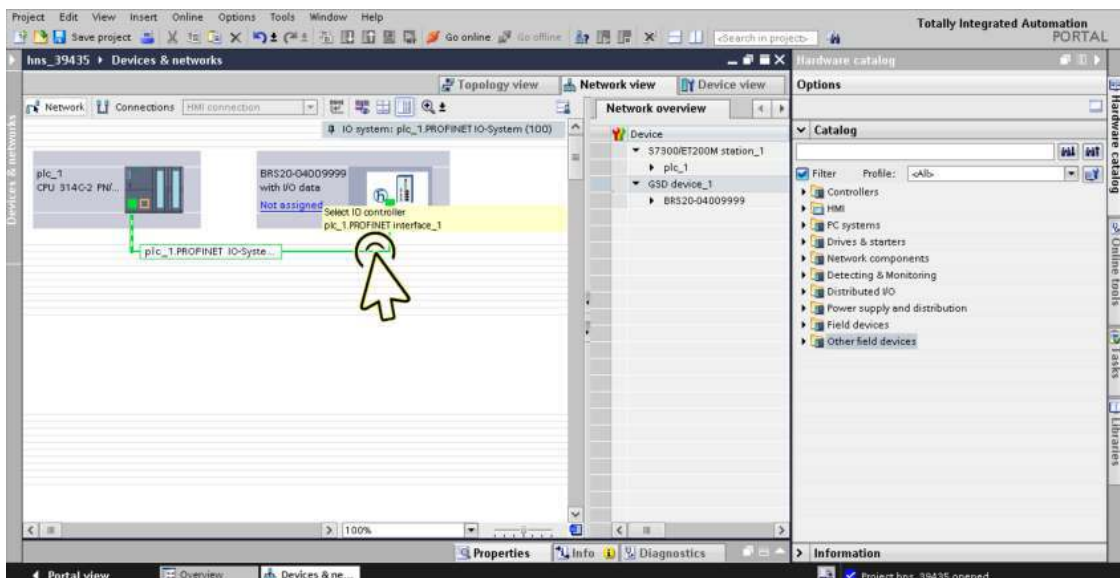 Project Edit View Insert Online Options Tools Window Help
Totally Integrated Automation
PORTAL
Save project
Go online
Go offline
<Search in project>
hns_39435 ▸ Devices & networks
Hardware catalog
Topology view
Network view
Device view
Options
Network
Connections
HMI connection
Network overview
IO system: plc_1.PROFINET IO-System (100)
Catalog
Device
S7300/ET200M station_1
plc_1
GSD device_1
BRS20-04009999
plc_1
CPU 314C-2 PN/...
BRS20-04009999
with I/O data
Not assigned
Select IO controller
plc_1.PROFINET interface_1
plc_1.PROFINET IO-Syste...
Filter Profile: <All>
Controllers
HMI
PC systems
Drives & starters
Network components
Detecting & Monitoring
Distributed I/O
Power supply and distribution
Field devices
Other field devices
Devices & networks
Hardware catalog
Online tools
Tasks
Libraries
100%
Properties
Info
Diagnostics
Information
Portal view
Overview
Devices & ne...
Project hns_39435 opened.